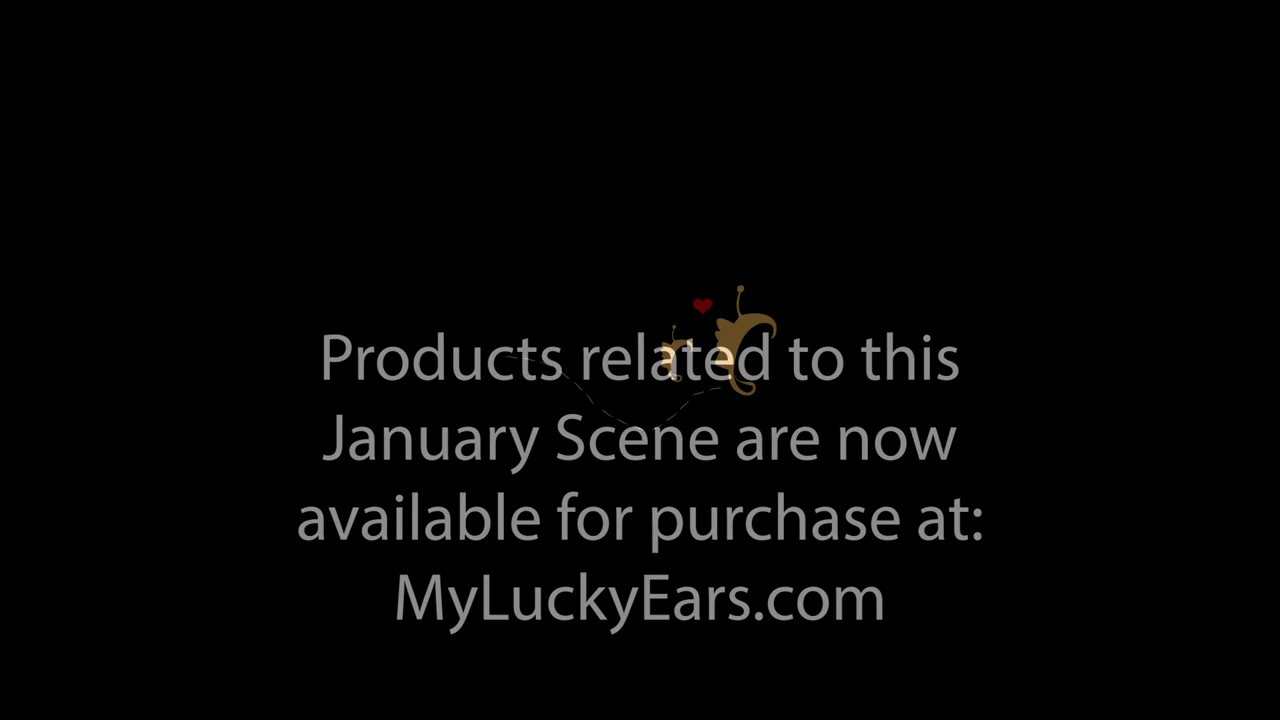 Products related to this
January Scene are now
available for purchase at:
MyLuckyEars.com